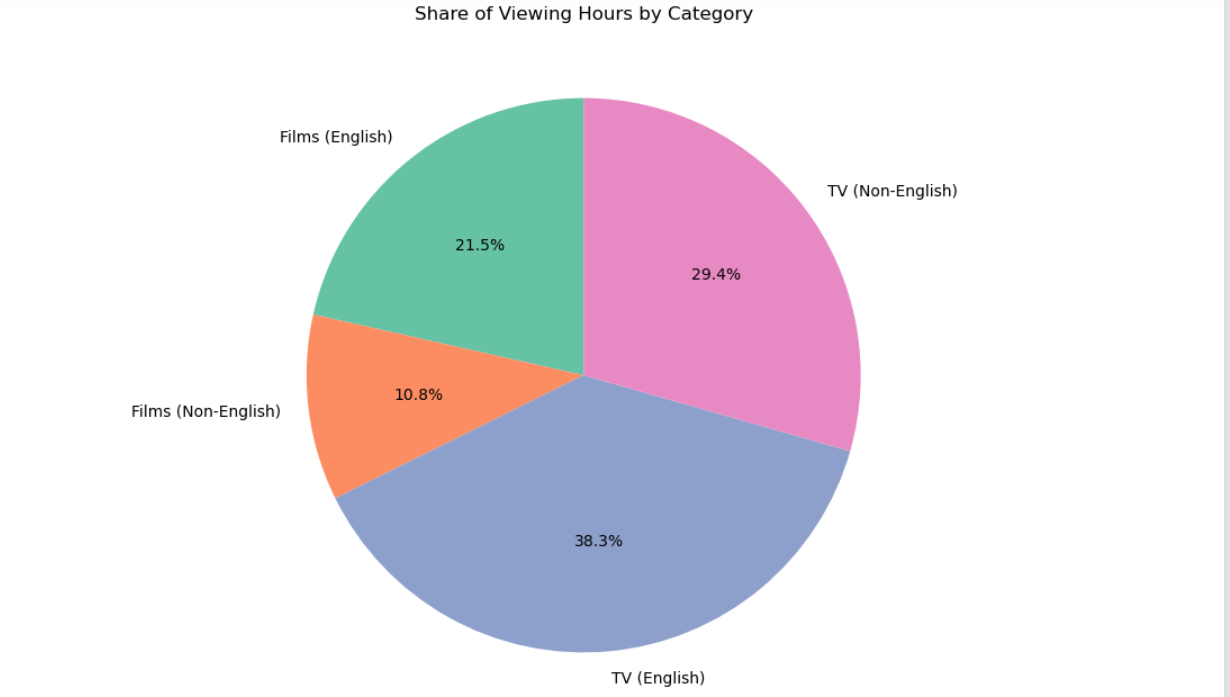 Share of Viewing Hours by Category
Films (English)
TV (Non-English)
21.5%
29.4%
10.8%
Films (Non-English)
38.3%
TV (English)